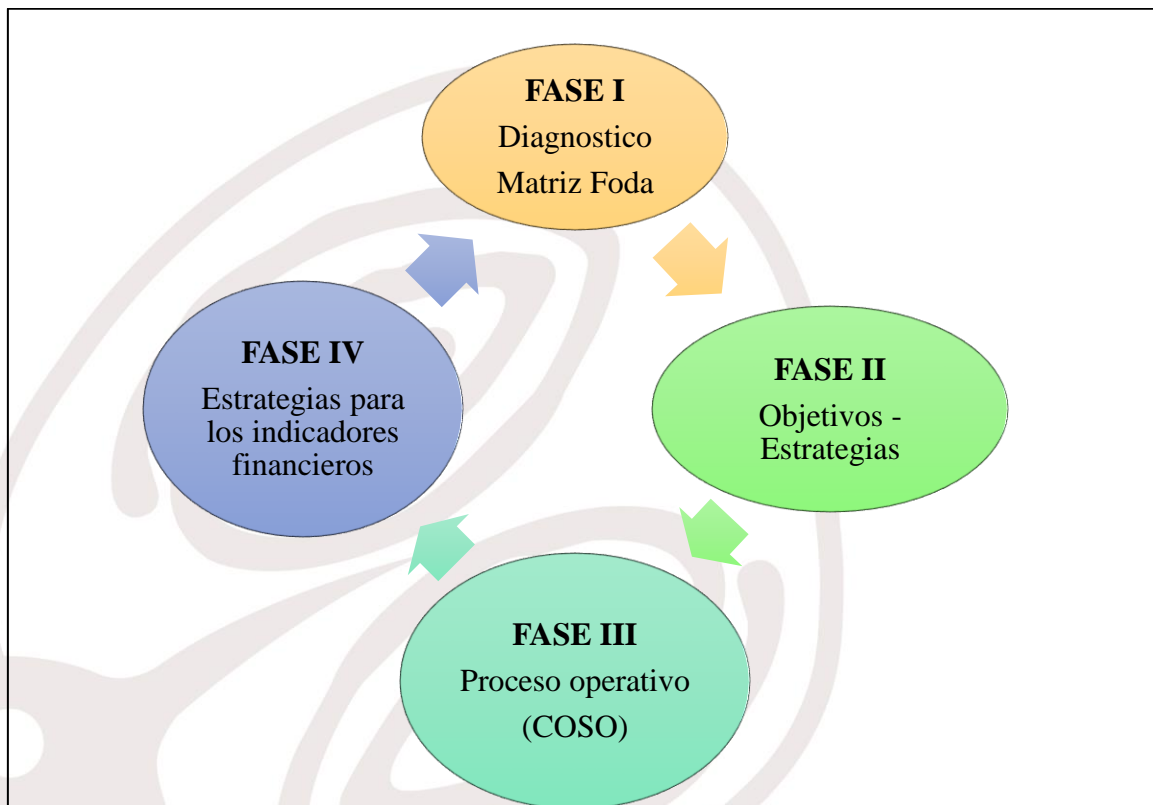 FASE I
Diagnostico
Matriz Foda
FASE II
Objetivos -
Estrategias
FASE III
Proceso operativo
(COSO)
FASE IV
Estrategias para
los indicadores
financieros